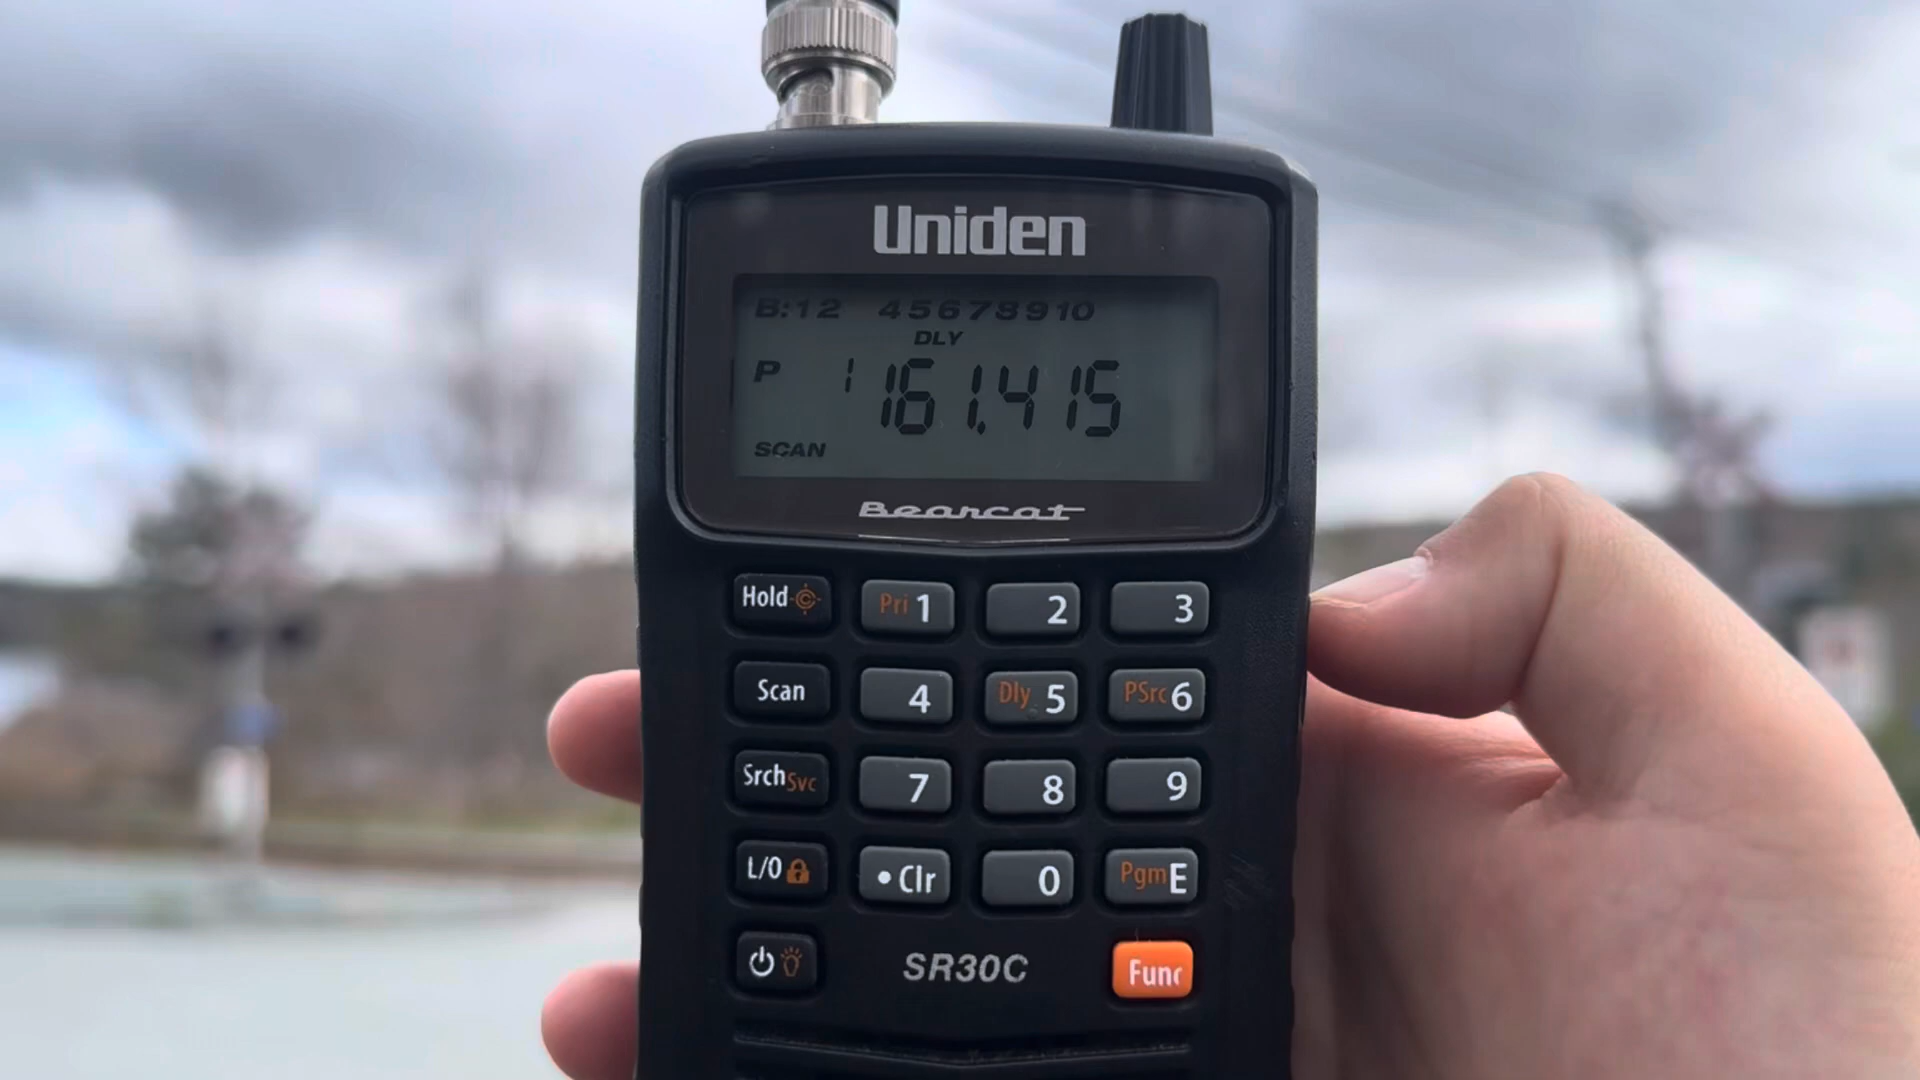 Uniden
B:12 45678910
DLY
P 1 161.415
SCAN
Bearcat
Hold Pri 1 2 3
Scan 4 Dly 5 PSrc 6
Srch Svc 7 8 9
L/O • Clr 0 Pgm E
SR30C Func